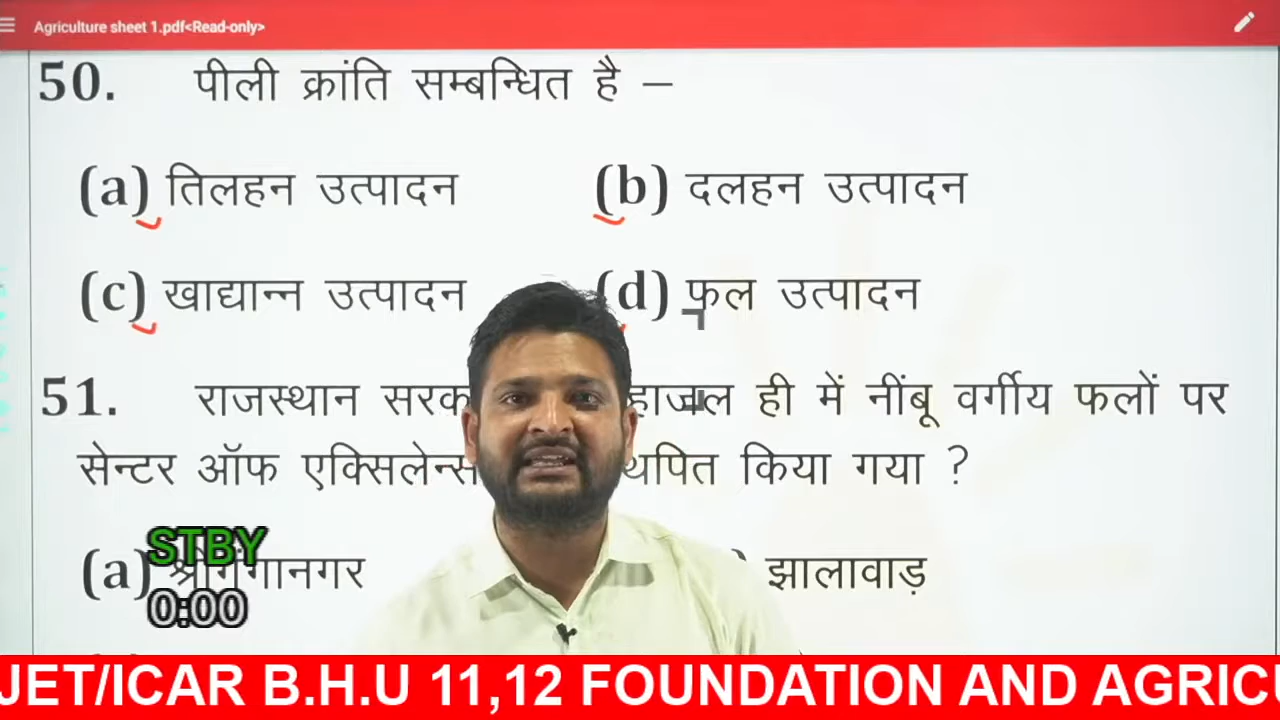 Agriculture sheet 1.pdf<Read-only>
50. पीली क्रांति सम्बन्धित है –
(a) तिलहन उत्पादन (b) दलहन उत्पादन
(c) खाद्यान्न उत्पादन (d) फल उत्पादन
51. राजस्थान ही में नींबू वर्गीय फलों पर
सेन्टर ऑफ एक्सिलेन्स किया गया ?
(a) श्रीगंगानगर झालावाड़
STBY
0:00
JET/ICAR B.H.U 11,12 FOUNDATION AND